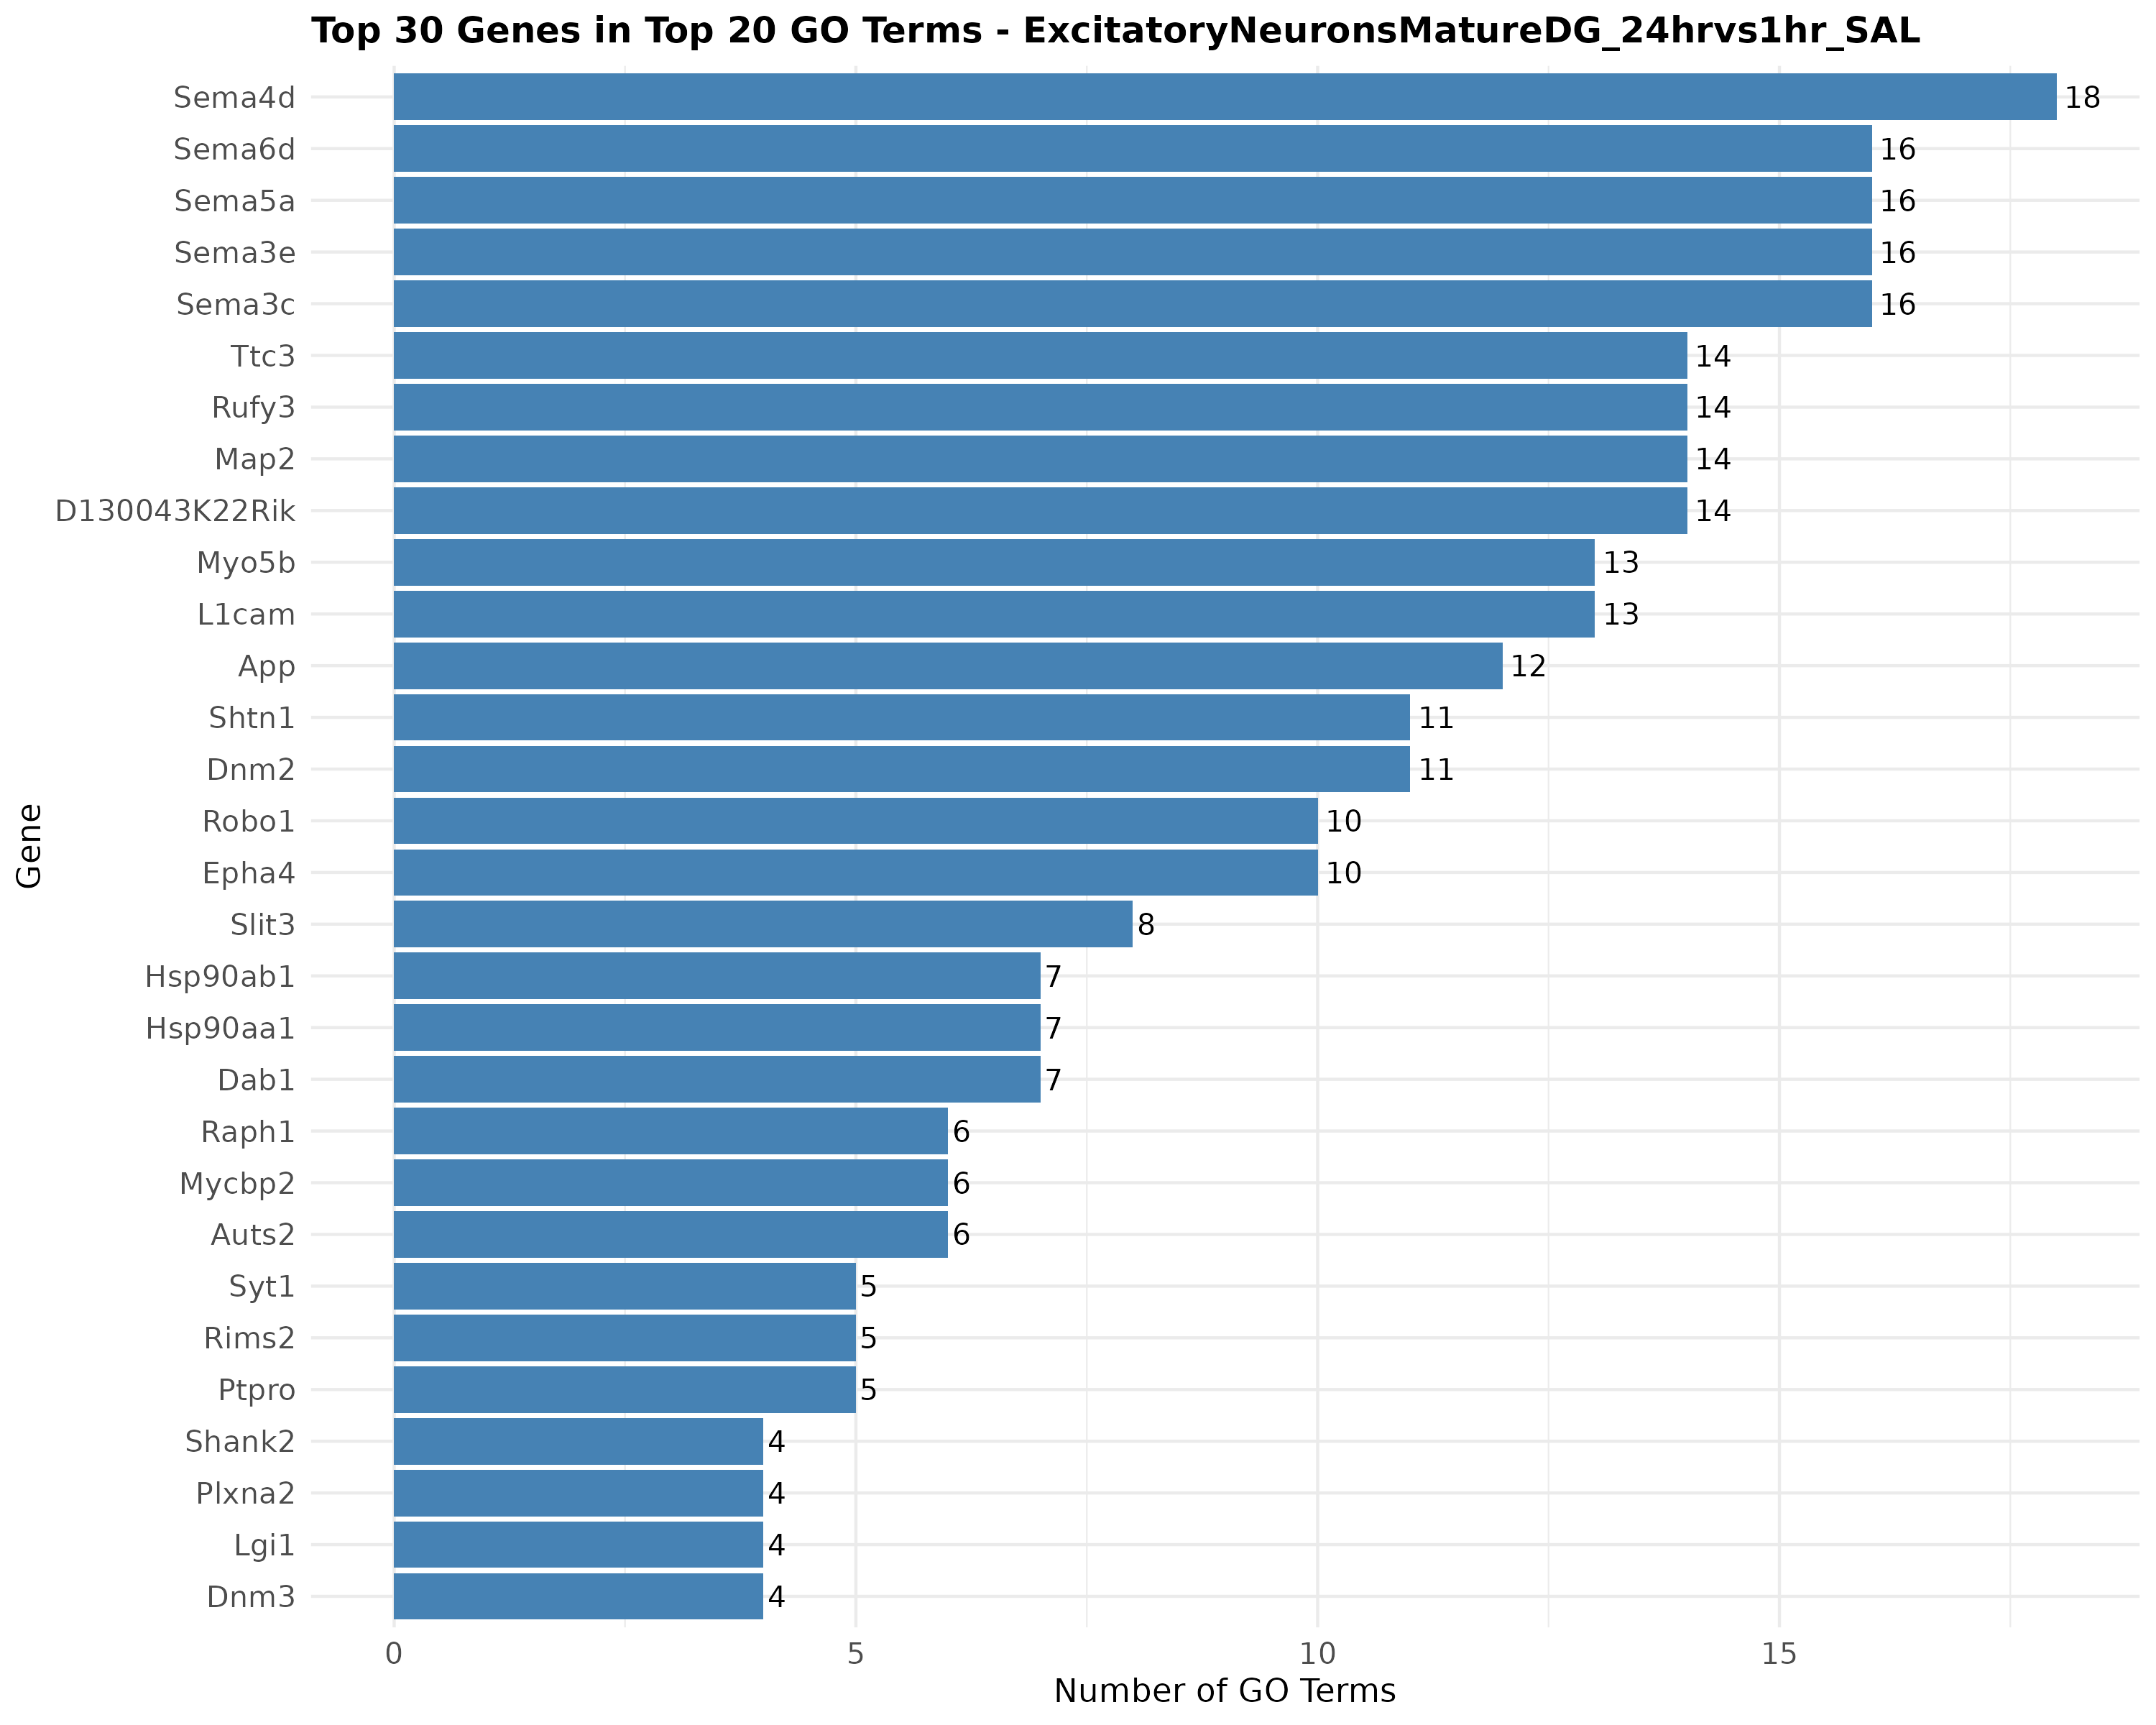 Top 30 Genes in Top 20 GO Terms - ExcitatoryNeuronsMatureDG_24hrvs1hr_SAL
Gene
Sema4d 18
Sema6d 16
Sema5a 16
Sema3e 16
Sema3c 16
Ttc3 14
Rufy3 14
Map2 14
D130043K22Rik 14
Myo5b 13
L1cam 13
App 12
Shtn1 11
Dnm2 11
Robo1 10
Epha4 10
Slit3 8
Hsp90ab1 7
Hsp90aa1 7
Dab1 7
Raph1 6
Mycbp2 6
Auts2 6
Syt1 5
Rims2 5
Ptpro 5
Shank2 4
Plxna2 4
Lgi1 4
Dnm3 4
0 5 10 15
Number of GO Terms